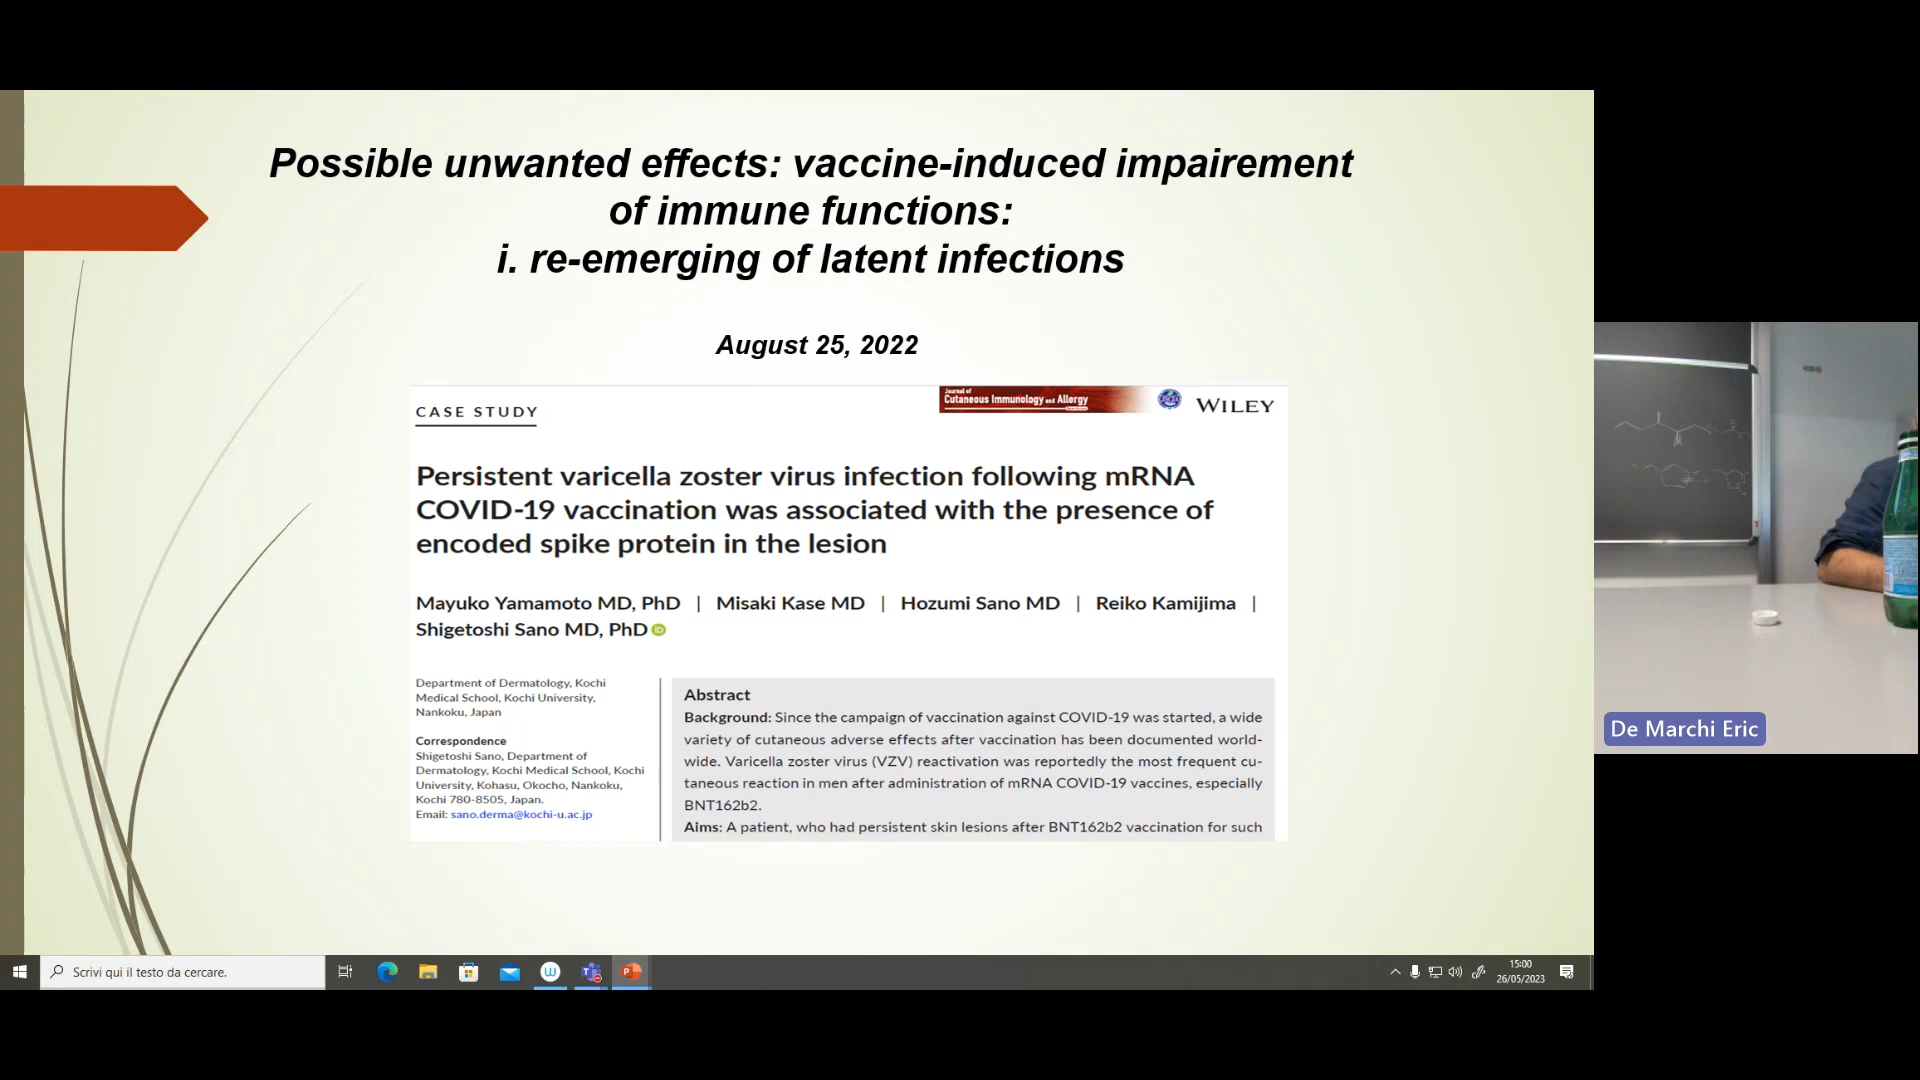 Possible unwanted effects: vaccine-induced impairement
of immune functions:
i. re-emerging of latent infections
August 25, 2022
CASE STUDY
Journal of
Cutaneous Immunology and Allergy
WILEY
Persistent varicella zoster virus infection following mRNA
COVID-19 vaccination was associated with the presence of
encoded spike protein in the lesion
Mayuko Yamamoto MD, PhD | Misaki Kase MD | Hozumi Sano MD | Reiko Kamijima |
Shigetoshi Sano MD, PhD
Department of Dermatology, Kochi
Medical School, Kochi University,
Nankoku, Japan
Correspondence
Shigetoshi Sano, Department of
Dermatology, Kochi Medical School, Kochi
University, Kohasu, Okocho, Nankoku,
Kochi 780-8505, Japan.
Email: sano.derma@kochi-u.ac.jp
Abstract
Background: Since the campaign of vaccination against COVID-19 was started, a wide
variety of cutaneous adverse effects after vaccination has been documented world-
wide. Varicella zoster virus (VZV) reactivation was reportedly the most frequent cu-
taneous reaction in men after administration of mRNA COVID-19 vaccines, especially
BNT162b2.
Aims: A patient, who had persistent skin lesions after BNT162b2 vaccination for such
De Marchi Eric
Scrivi qui il testo da cercare.
15:00
26/05/2023